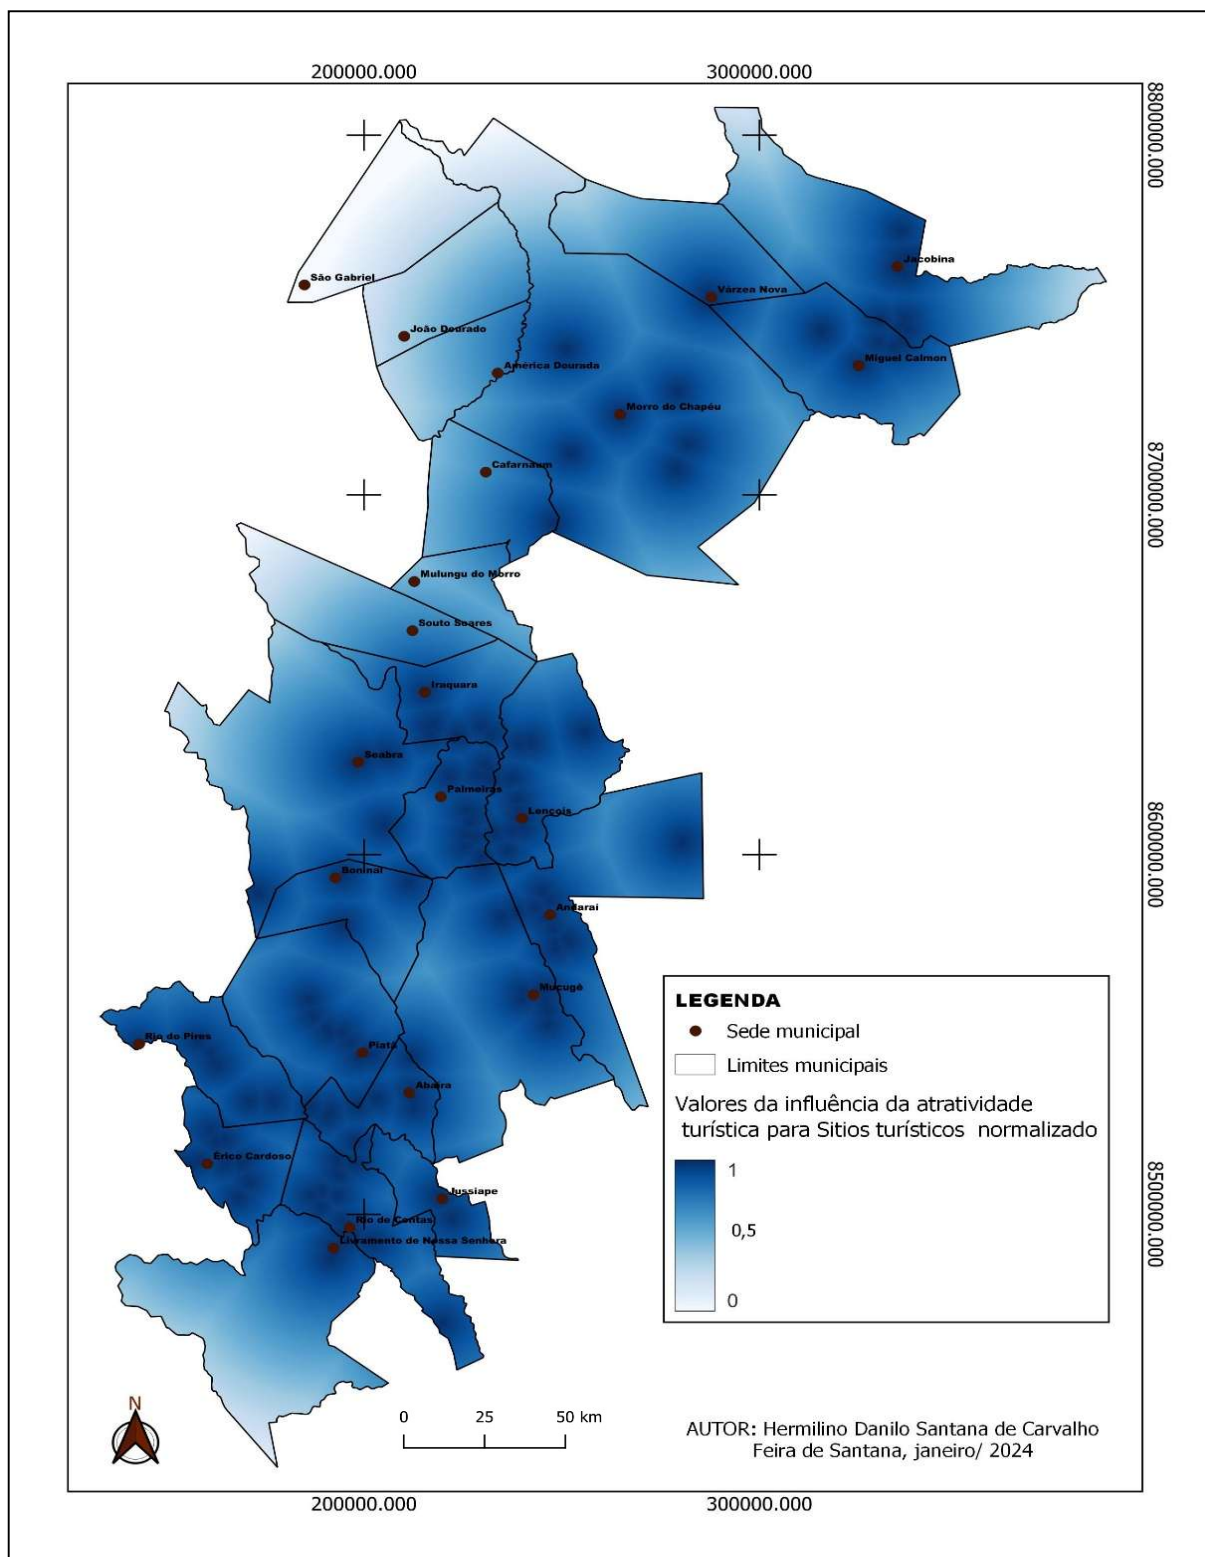 200000.000 300000.000
8800000.000
São Gabriel
Jacobina
Várzea Nova
João Dourado
Miguel Calmon
América Dourada
Morro do Chapéu
Cafarnaum
8700000.000
Mulungu do Morro
Souto Soares
Iraquara
Seabra
Palmeiras
Lençois
8600000.000
Boninal
Andaraí
Mucugê
Rio do Pires
Piatã
Abaíra
Érico Cardoso
Jussiape
Rio de Contas
Livramento de Nossa Senhora
8500000.000
LEGENDA
Sede municipal
Limites municipais
Valores da influência da atratividade
turística para Sitios turísticos normalizado
1
0,5
0
N
0 25 50 km
AUTOR: Hermilino Danilo Santana de Carvalho
Feira de Santana, janeiro/ 2024
200000.000 300000.000